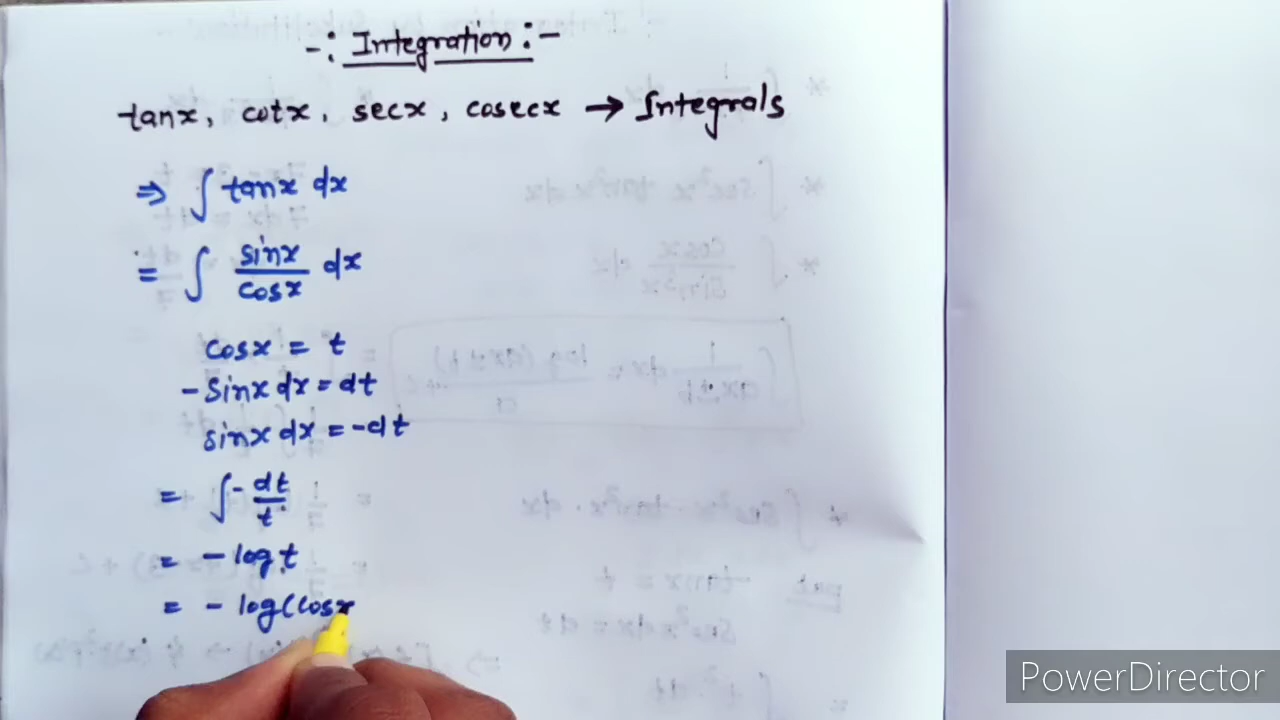 -: Integration :-
tanx, cotx, secx, cosecx → Integrals
⇒ ∫ tanx dx
= ∫ sinx/cosx dx
cosx = t
- sinx dx = dt
sinx dx = -dt
= ∫ - dt/t
= - log t
= - log(cosx
PowerDirector